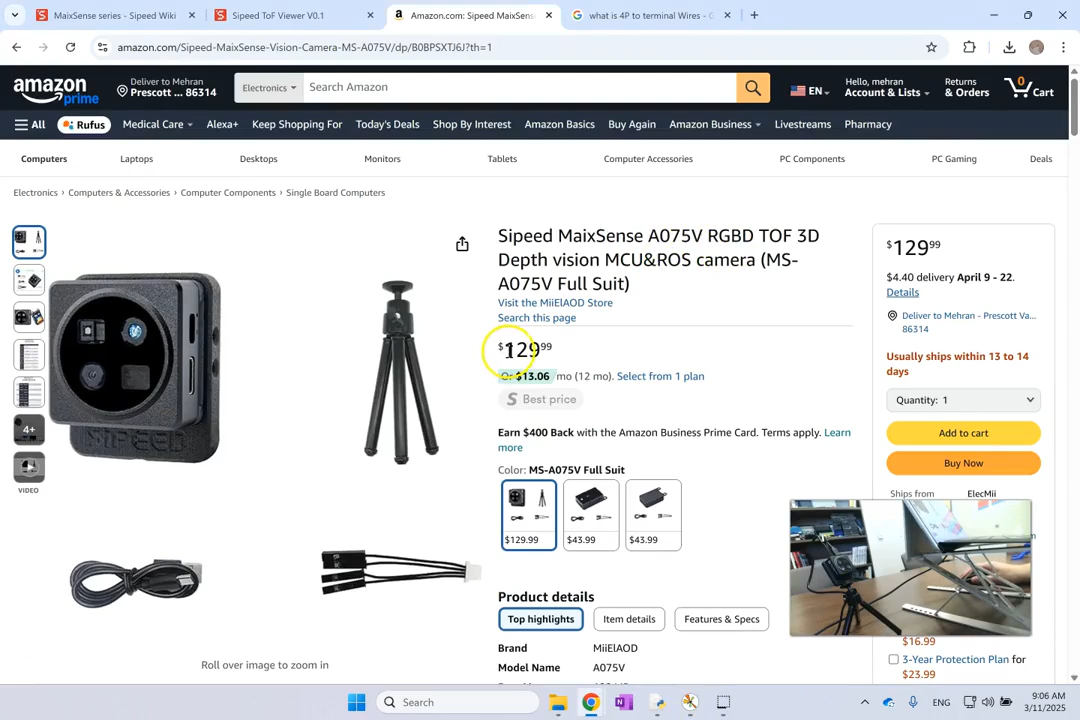 MaixSense series - Sipeed Wiki
Sipeed ToF Viewer V0.1
Amazon.com: Sipeed MaixSens
what is 4P to terminal Wires - G
amazon.com/Sipeed-MaixSense-Vision-Camera-MS-A075V/dp/B0BPSXTJ6J?th=1
amazon prime
Deliver to Mehran
Prescott ... 86314
Electronics
Search Amazon
EN
Hello, mehran
Account & Lists
Returns
& Orders
0
Cart
All
Rufus
Medical Care
Alexa+
Keep Shopping For
Today's Deals
Shop By Interest
Amazon Basics
Buy Again
Amazon Business
Livestreams
Pharmacy
Computers
Laptops
Desktops
Monitors
Tablets
Computer Accessories
PC Components
PC Gaming
Deals
Electronics › Computers & Accessories › Computer Components › Single Board Computers
4+
VIDEO
SIPEED
Roll over image to zoom in
Sipeed MaixSense A075V RGBD TOF 3D
Depth vision MCU&ROS camera (MS-
A075V Full Suit)
Visit the MiiElAOD Store
Search this page
$129.99
Or $13.06 /mo (12 mo). Select from 1 plan
S Best price
Earn $400 Back with the Amazon Business Prime Card. Terms apply. Learn
more
Color: MS-A075V Full Suit
$129.99
$43.99
$43.99
Product details
Top highlights
Item details
Features & Specs
Brand MiiElAOD
Model Name A075V
$129.99
$4.40 delivery April 9 - 22.
Details
Deliver to Mehran - Prescott Va...
86314
Usually ships within 13 to 14
days
Quantity: 1
Add to cart
Buy Now
Ships from ElecMii
$16.99
3-Year Protection Plan for
$23.99
Search
ENG
9:06 AM
3/11/2025